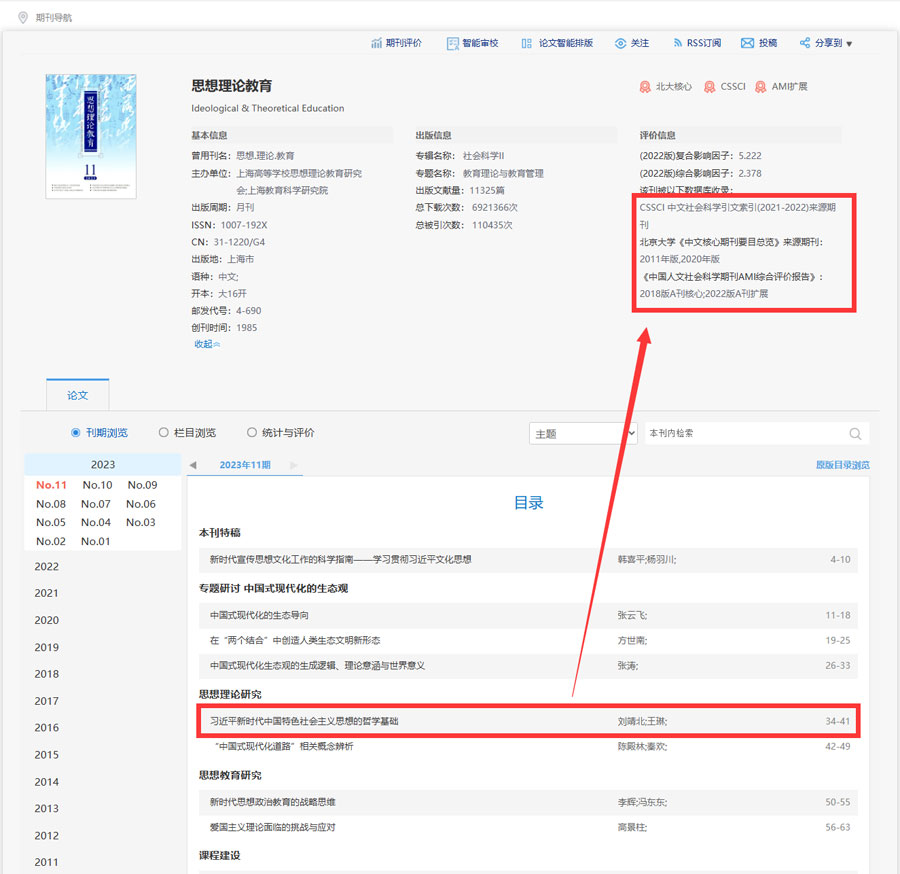 期刊导航
期刊评价 智能审校 论文智能排版 关注 RSS订阅 投稿 分享到▼
思想理论教育
北大核心 CSSCI AMI扩展
Ideological & Theoretical Education
思想理论教育
11
基本信息
曾用刊名：思想.理论.教育
主办单位：上海高等学校思想理论教育研究
会;上海教育科学研究院
出版周期：月刊
ISSN：1007-192X
CN：31-1220/G4
出版地：上海市
语种：中文;
开本：大16开
邮发代号：4-690
创刊时间：1985
收起
出版信息
专辑名称：社会科学II
专题名称：教育理论与教育管理
出版文献量：11325篇
总下载次数：6921366次
总被引次数：110435次
评价信息
(2022版)复合影响因子：5.222
(2022版)综合影响因子：2.378
该刊被以下数据库收录：
CSSCI 中文社会科学引文索引(2021-2022)来源期
刊
北京大学《中文核心期刊要目总览》来源期刊：
2011年版,2020年版
《中国人文社会科学期刊AMI综合评价报告》：
2018版A刊核心;2022版A刊扩展
论文
刊期浏览 栏目浏览 统计与评价
主题 本刊内检索
2023
No.11 No.10 No.09
No.08 No.07 No.06
No.05 No.04 No.03
No.02 No.01
2022
2021
2020
2019
2018
2017
2016
2015
2014
2013
2012
2011
2023年11期 原版目录浏览
目录
本刊特稿
新时代宣传思想文化工作的科学指南——学习贯彻习近平文化思想 韩喜平;杨羽川; 4-10
专题研讨 中国式现代化的生态观
中国式现代化的生态导向 张云飞; 11-18
在“两个结合”中创造人类生态文明新形态 方世南; 19-25
中国式现代化生态观的生成逻辑、理论意涵与世界意义 张涛; 26-33
思想理论研究
习近平新时代中国特色社会主义思想的哲学基础 刘靖北;王琳; 34-41
“中国式现代化道路”相关概念辨析 陈殿林;秦欢; 42-49
思想教育研究
新时代思想政治教育的战略思维 李辉;冯东东; 50-55
爱国主义理论面临的挑战与应对 高景柱; 56-63
课程建设